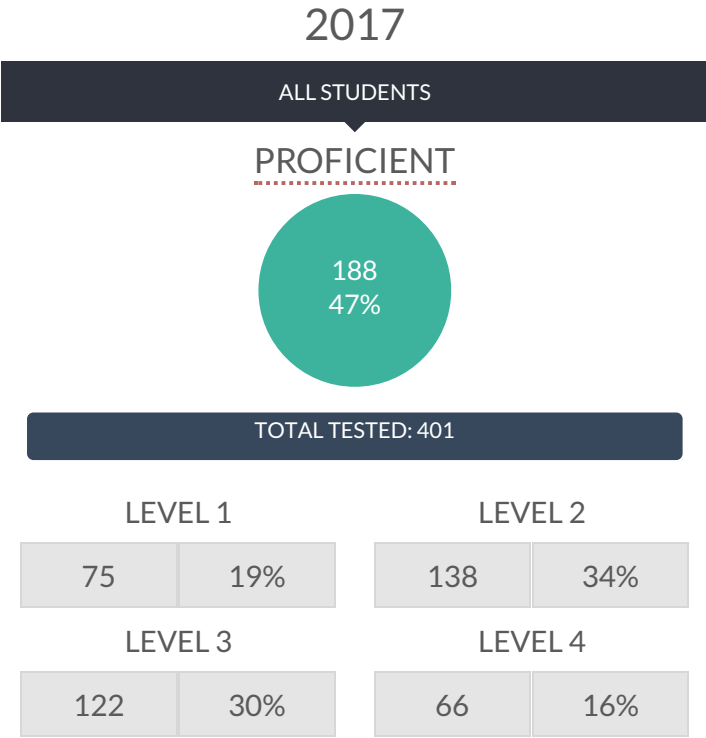 2017
ALL STUDENTS
PROFICIENT
188
47%
TOTAL TESTED: 401
LEVEL 1
75 19%
LEVEL 2
138 34%
LEVEL 3
122 30%
LEVEL 4
66 16%